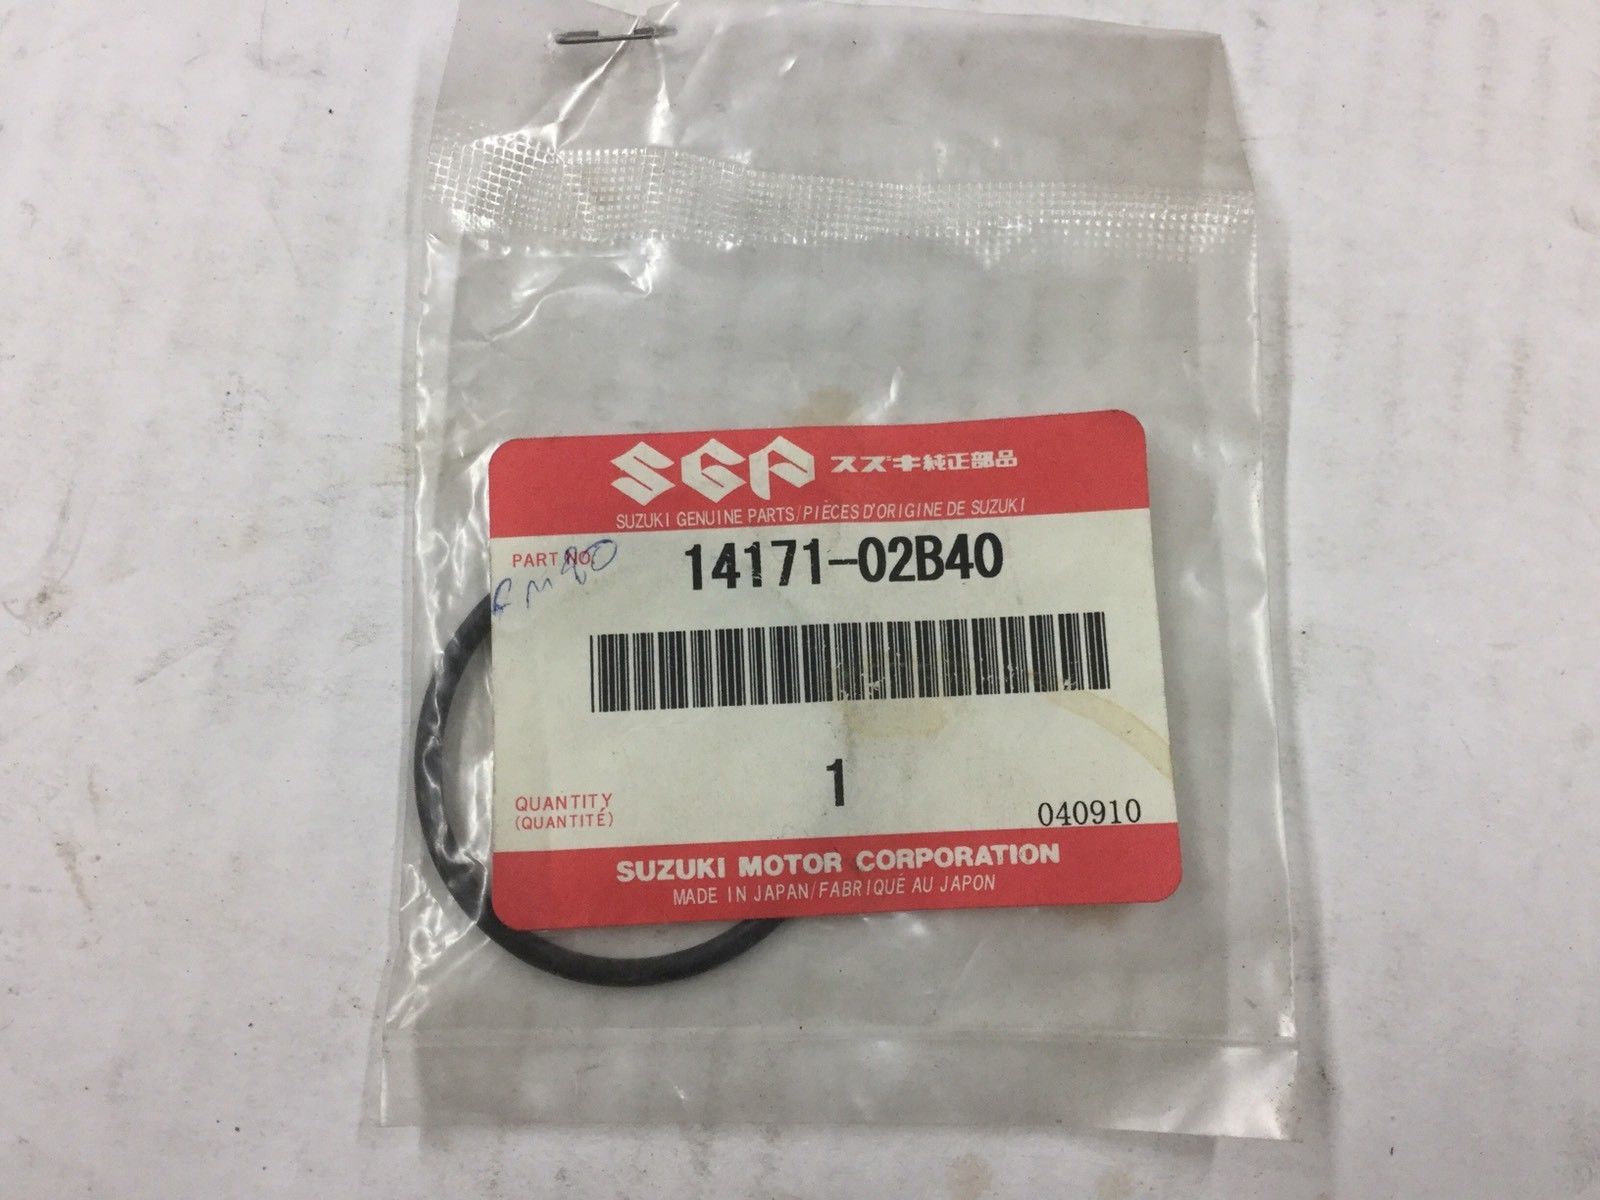 SGP スズキ純正部品
SUZUKI GENUINE PARTS/PIÈCES D'ORIGINE DE SUZUKI
PART NO. 14171-02B40
1
QUANTITY
(QUANTITÉ)
040910
SUZUKI MOTOR CORPORATION
MADE IN JAPAN/FABRIQUÉ AU JAPON